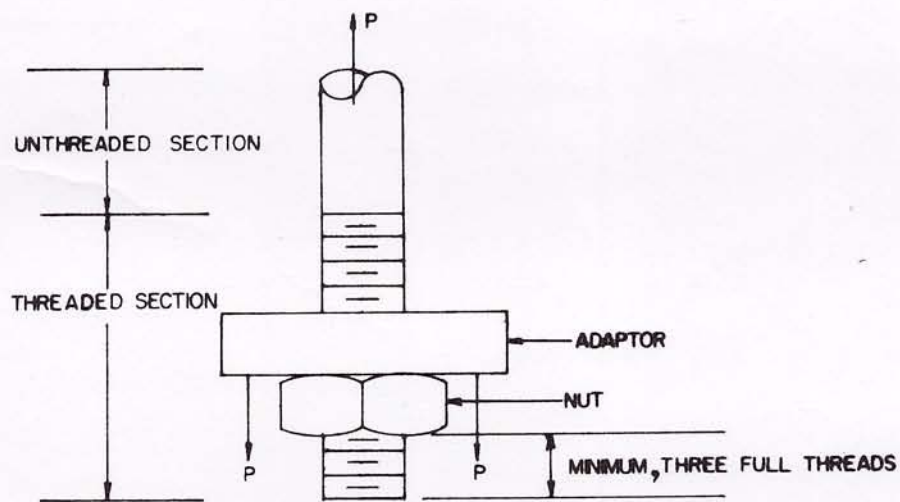 P
UNTHREADED SECTION
THREADED SECTION
ADAPTOR
NUT
P
P
MINIMUM, THREE FULL THREADS